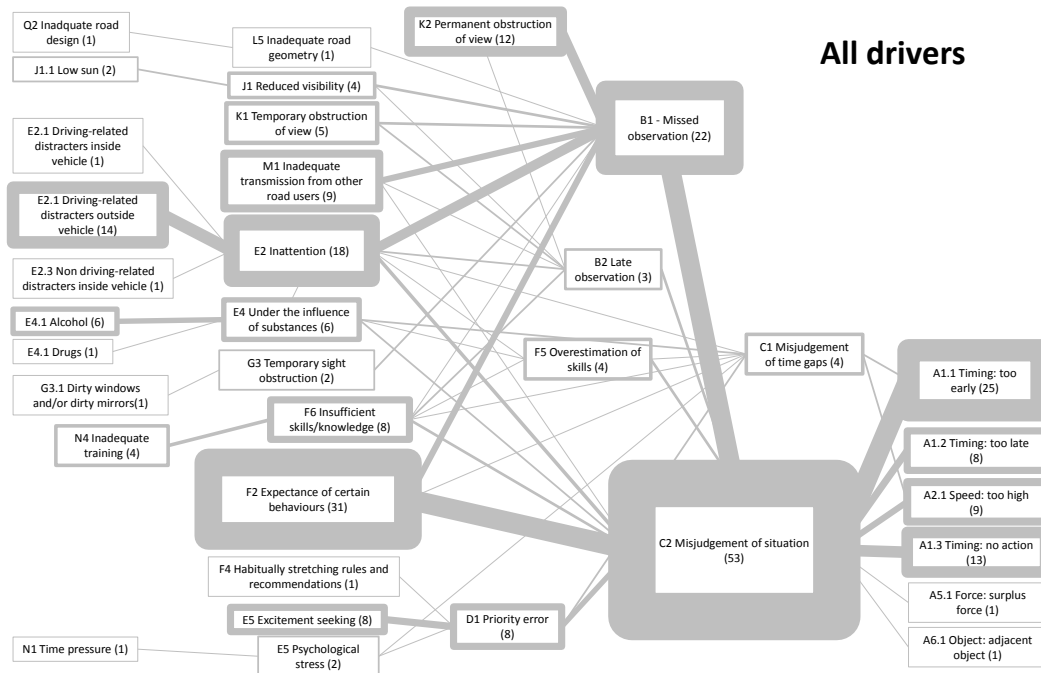 All drivers
Q2 Inadquate road
design (1)
J1.1 Low sun (2)
E2.1 Driving-related
distracters inside
vehicle (1)
E2.1 Driving-related
distracters outside
vehicle (14)
E2.3 Non driving-related
distracters inside vehicle (1)
E4.1 Alcohol (6)
E4.1 Drugs (1)
G3.1 Dirty windows
and/or dirty mirrors(1)
N4 Inadequate
training (4)
N1 Time pressure (1)
L5 Inadequate road
geometry (1)
J1 Reduced visibility (4)
K1 Temporary obstruction
of view (5)
M1 Inadequate
transmission from other
road users (9)
E2 Inattention (18)
E4 Under the influence
of substances (6)
G3 Temporary sight
obstruction (2)
F6 Insufficient
skills/knowledge (8)
F2 Expectance of certain
behaviours (31)
F4 Habitually stretching rules and
recommendations (1)
E5 Excitement seeking (8)
E5 Psychological
stress (2)
K2 Permanent obstruction
of view (12)
B1 - Missed
observation (22)
B2 Late
observation (3)
F5 Overestimation of
skills (4)
D1 Priority error
(8)
C1 Misjudgement
of time gaps (4)
C2 Misjudgement of situation
(53)
A1.1 Timing: too
early (25)
A1.2 Timing: too late
(8)
A2.1 Speed: too high
(9)
A1.3 Timing: no action
(13)
A5.1 Force: surplus
force (1)
A6.1 Object: adjacent
object (1)